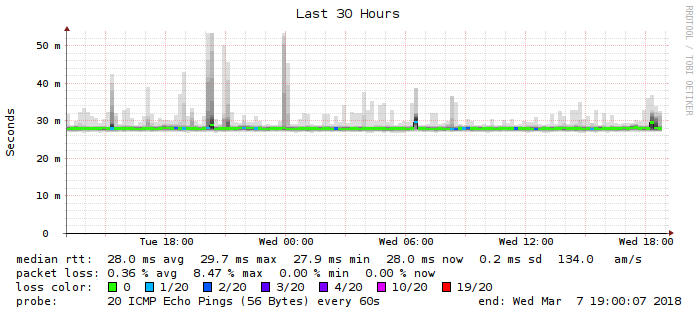 Last 30 Hours
RRDTOOL / TOBI OETIKER
Seconds
50 m
40 m
30 m
20 m
10 m
0
Tue 18:00 Wed 00:00 Wed 06:00 Wed 12:00 Wed 18:00
median rtt: 28.0 ms avg 29.7 ms max 27.9 ms min 28.0 ms now 0.2 ms sd 134.0 am/s
packet loss: 0.36 % avg 8.47 % max 0.00 % min 0.00 % now
loss color: 0 1/20 2/20 3/20 4/20 10/20 19/20
probe: 20 ICMP Echo Pings (56 Bytes) every 60s end: Wed Mar 7 19:00:07 2018